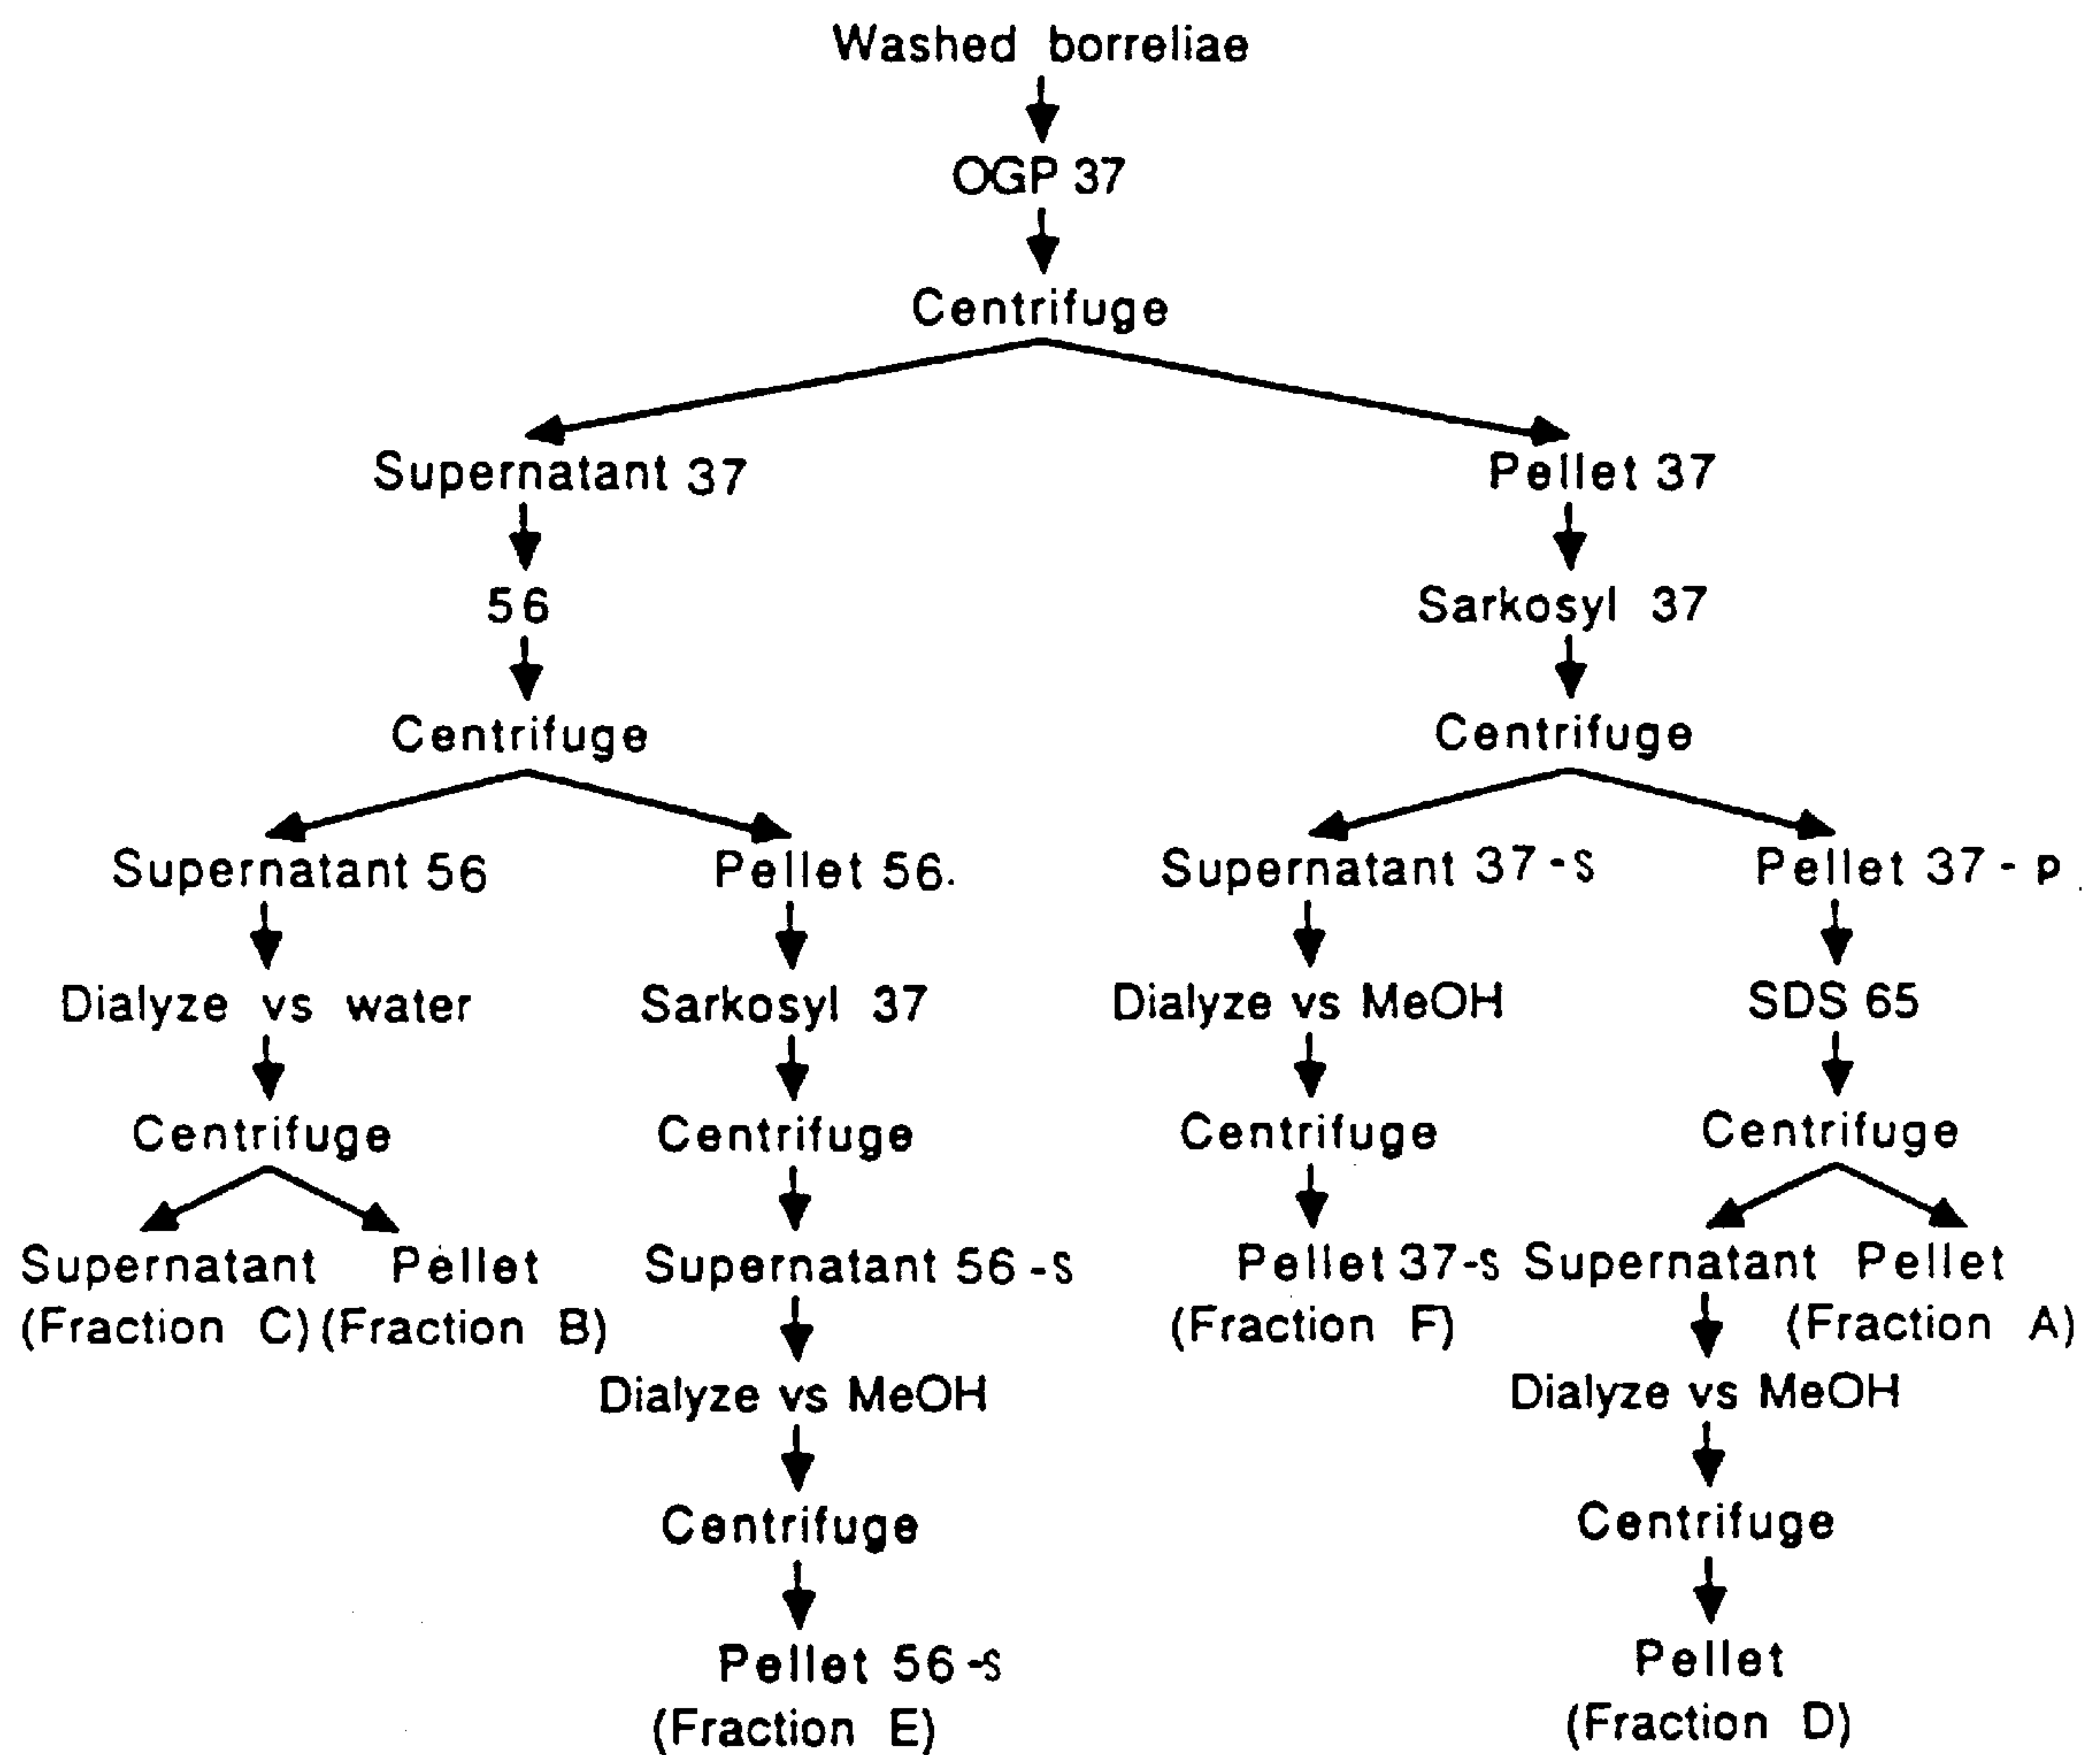 Washed borreliae
OGP 37
Centrifuge
Supernatant 37
Pellet 37
56
Sarkosyl 37
Centrifuge
Centrifuge
Supernatant 56
Pellet 56.
Supernatant 37-s
Pellet 37-p
Dialyze vs water
Sarkosyl 37
Dialyze vs MeOH
SDS 65
Centrifuge
Centrifuge
Centrifuge
Centrifuge
Supernatant
(Fraction C)
Pellet
(Fraction B)
Supernatant 56-s
Pellet 37-s
(Fraction F)
Supernatant
Pellet
(Fraction A)
Dialyze vs MeOH
Dialyze vs MeOH
Centrifuge
Centrifuge
Pellet 56-s
(Fraction E)
Pellet
(Fraction D)